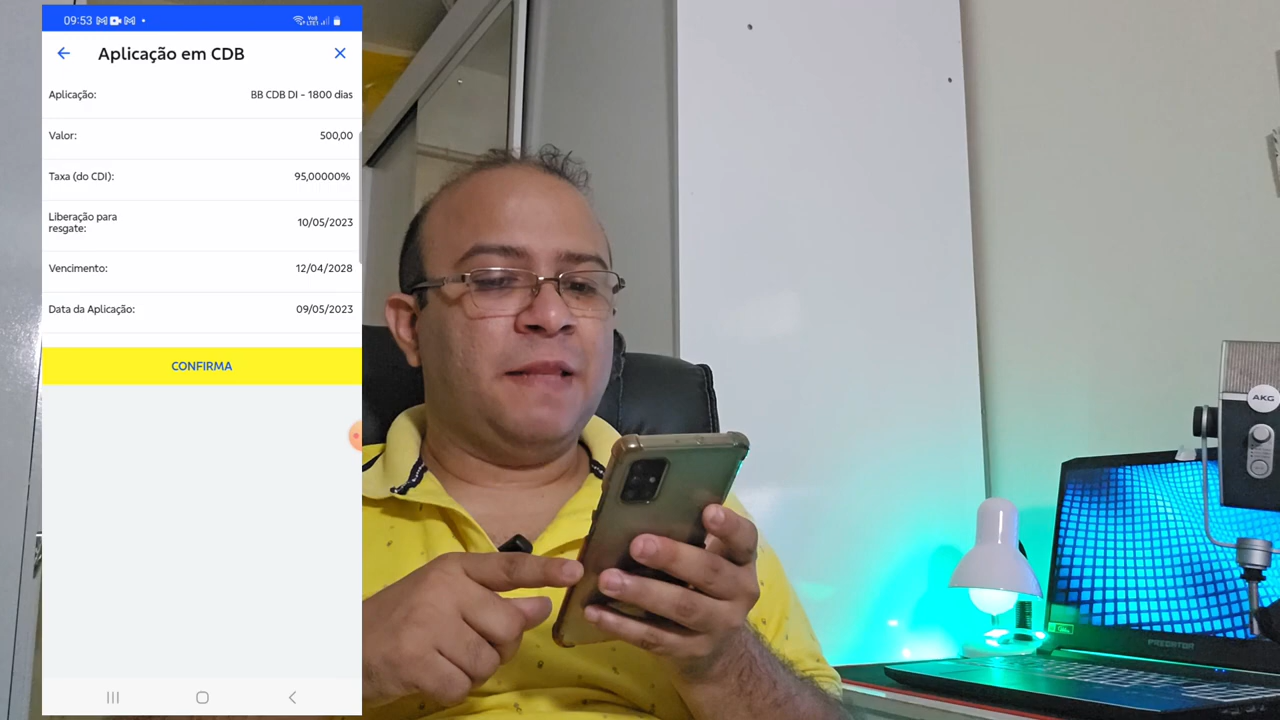 09:53
Aplicação em CDB
Aplicação: BB CDB DI - 1800 dias
Valor: 500,00
Taxa (do CDI): 95,00000%
Liberação para
resgate: 10/05/2023
Vencimento: 12/04/2028
Data da Aplicação: 09/05/2023
CONFIRMA
AKG
PREDATOR